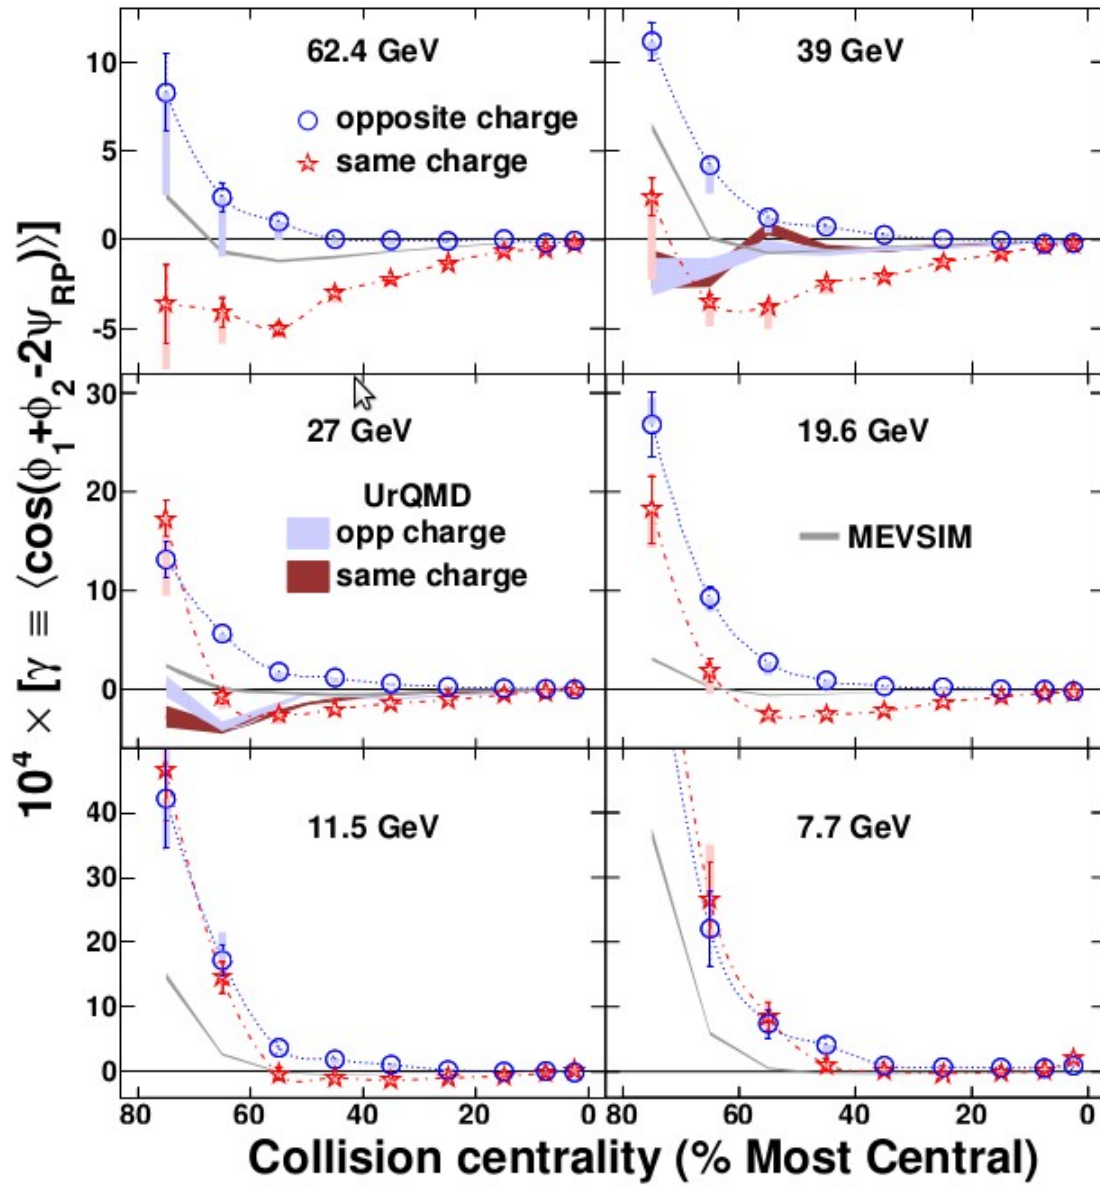 10⁴ × [γ ≡ ⟨cos(ϕ₁+ϕ₂-2ψ_RP)⟩]
62.4 GeV
opposite charge
same charge
10
5
0
-5
39 GeV
27 GeV
UrQMD
opp charge
same charge
30
20
10
0
19.6 GeV
MEVSIM
11.5 GeV
40
30
20
10
0
80 60 40 20 0
7.7 GeV
80 60 40 20 0
Collision centrality (% Most Central)